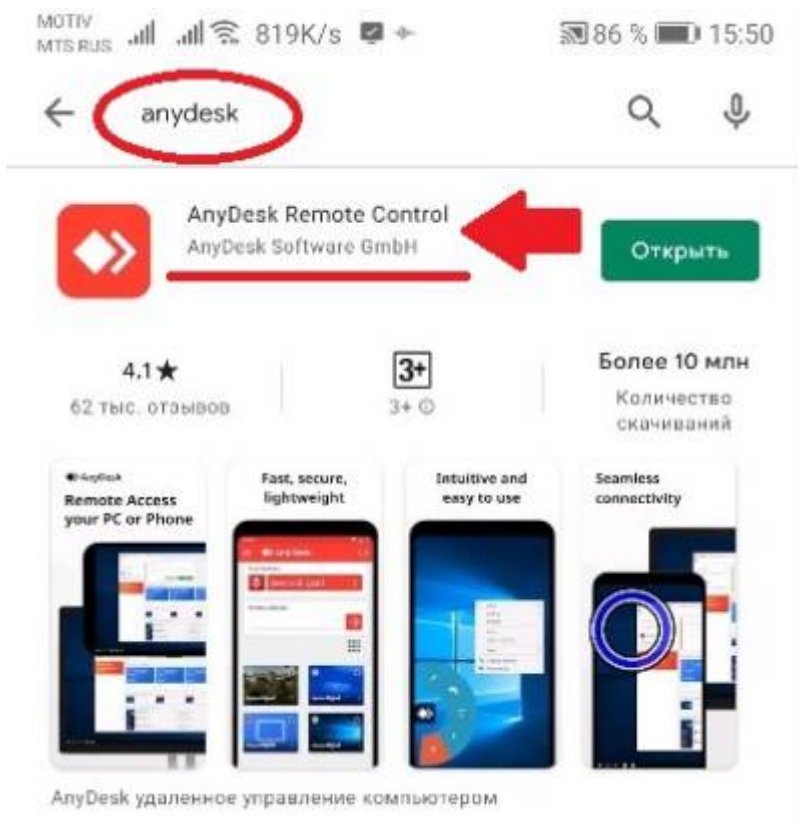 MOTIV
MTS RUS 819K/s 86 % 15:50
anydesk
AnyDesk Remote Control
AnyDesk Software GmbH
Открыть
4,1★
62 тыс. отзывов
3+
3+
Более 10 млн
Количество
скачиваний
AnyDesk
Remote Access
your PC or Phone
Fast, secure,
lightweight
AnyDesk
Intuitive and
easy to use
Seamless
connectivity
AnyDesk удаленное управление компьютером